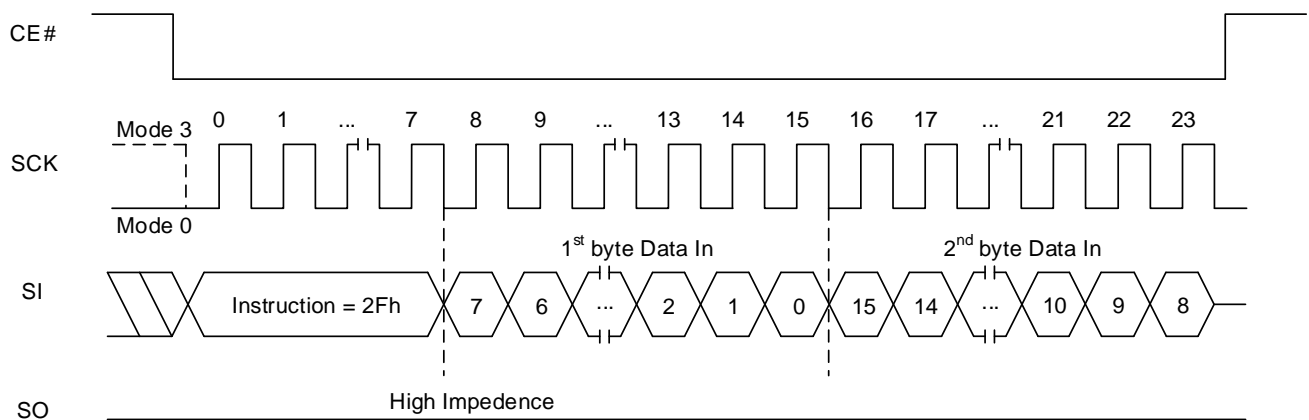 CE#
Mode 3 0 1 ... 7 8 9 ... 13 14 15 16 17 ... 21 22 23
SCK
Mode 0
1st byte Data In 2nd byte Data In
SI Instruction = 2Fh 7 6 ... 2 1 0 15 14 ... 10 9 8
High Impedence
SO